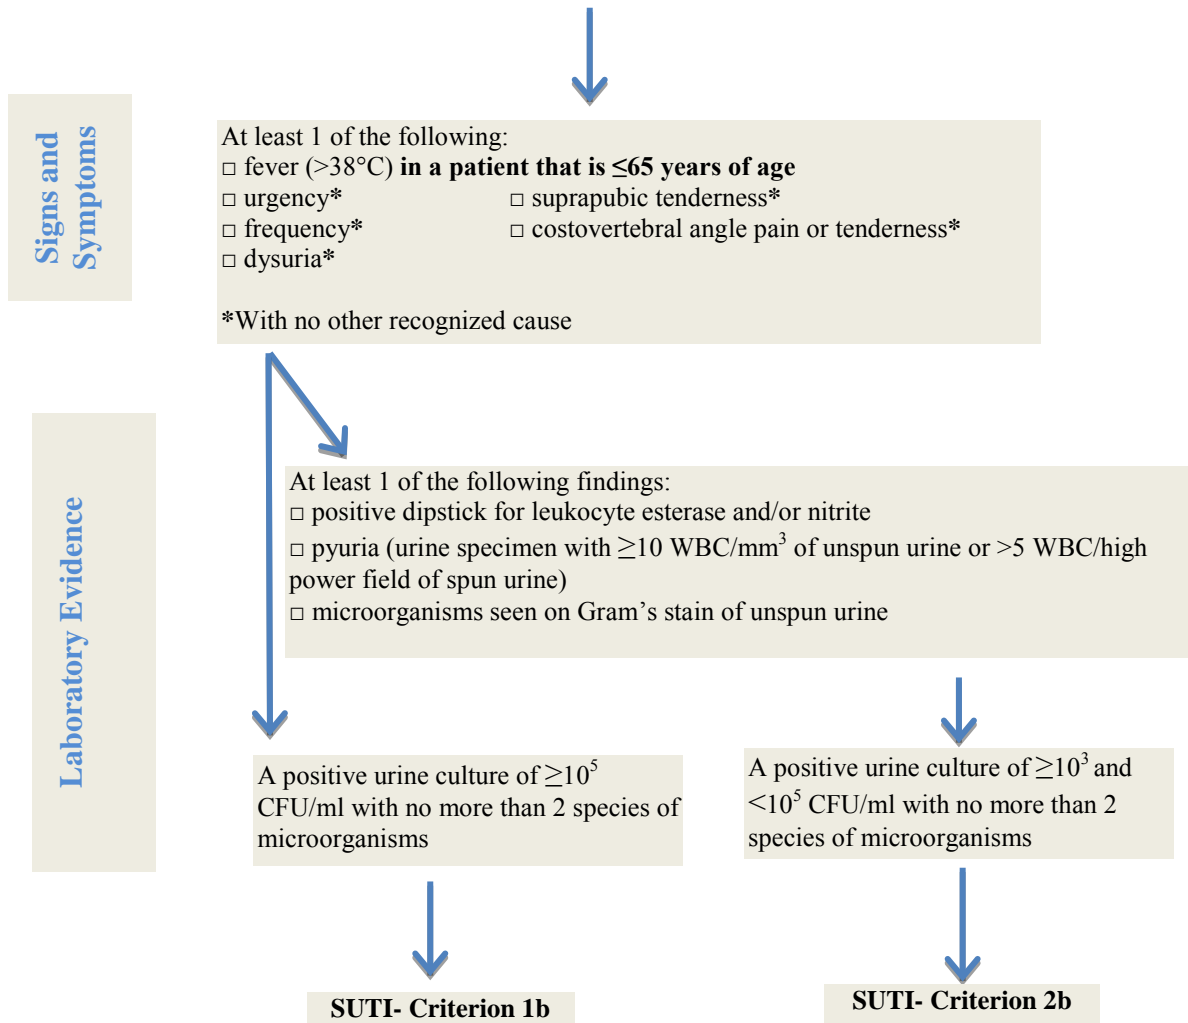 Signs and
Symptoms
At least 1 of the following:
□ fever (>38°C) in a patient that is ≤65 years of age
□ urgency* □ suprapubic tenderness*
□ frequency* □ costovertebral angle pain or tenderness*
□ dysuria*
*With no other recognized cause
Laboratory Evidence
At least 1 of the following findings:
□ positive dipstick for leukocyte esterase and/or nitrite
□ pyuria (urine specimen with ≥10 WBC/mm³ of unspun urine or >5 WBC/high
power field of spun urine)
□ microorganisms seen on Gram’s stain of unspun urine
A positive urine culture of ≥10⁵
CFU/ml with no more than 2 species of
microorganisms
A positive urine culture of ≥10³ and
<10⁵ CFU/ml with no more than 2
species of microorganisms
SUTI- Criterion 1b
SUTI- Criterion 2b